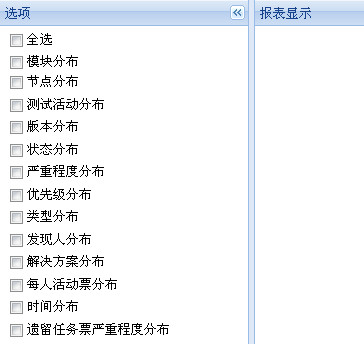 选项
报表显示
全选
模块分布
节点分布
测试活动分布
版本分布
状态分布
严重程度分布
优先级分布
类型分布
发现人分布
解决方案分布
每人活动票分布
时间分布
遗留任务票严重程度分布